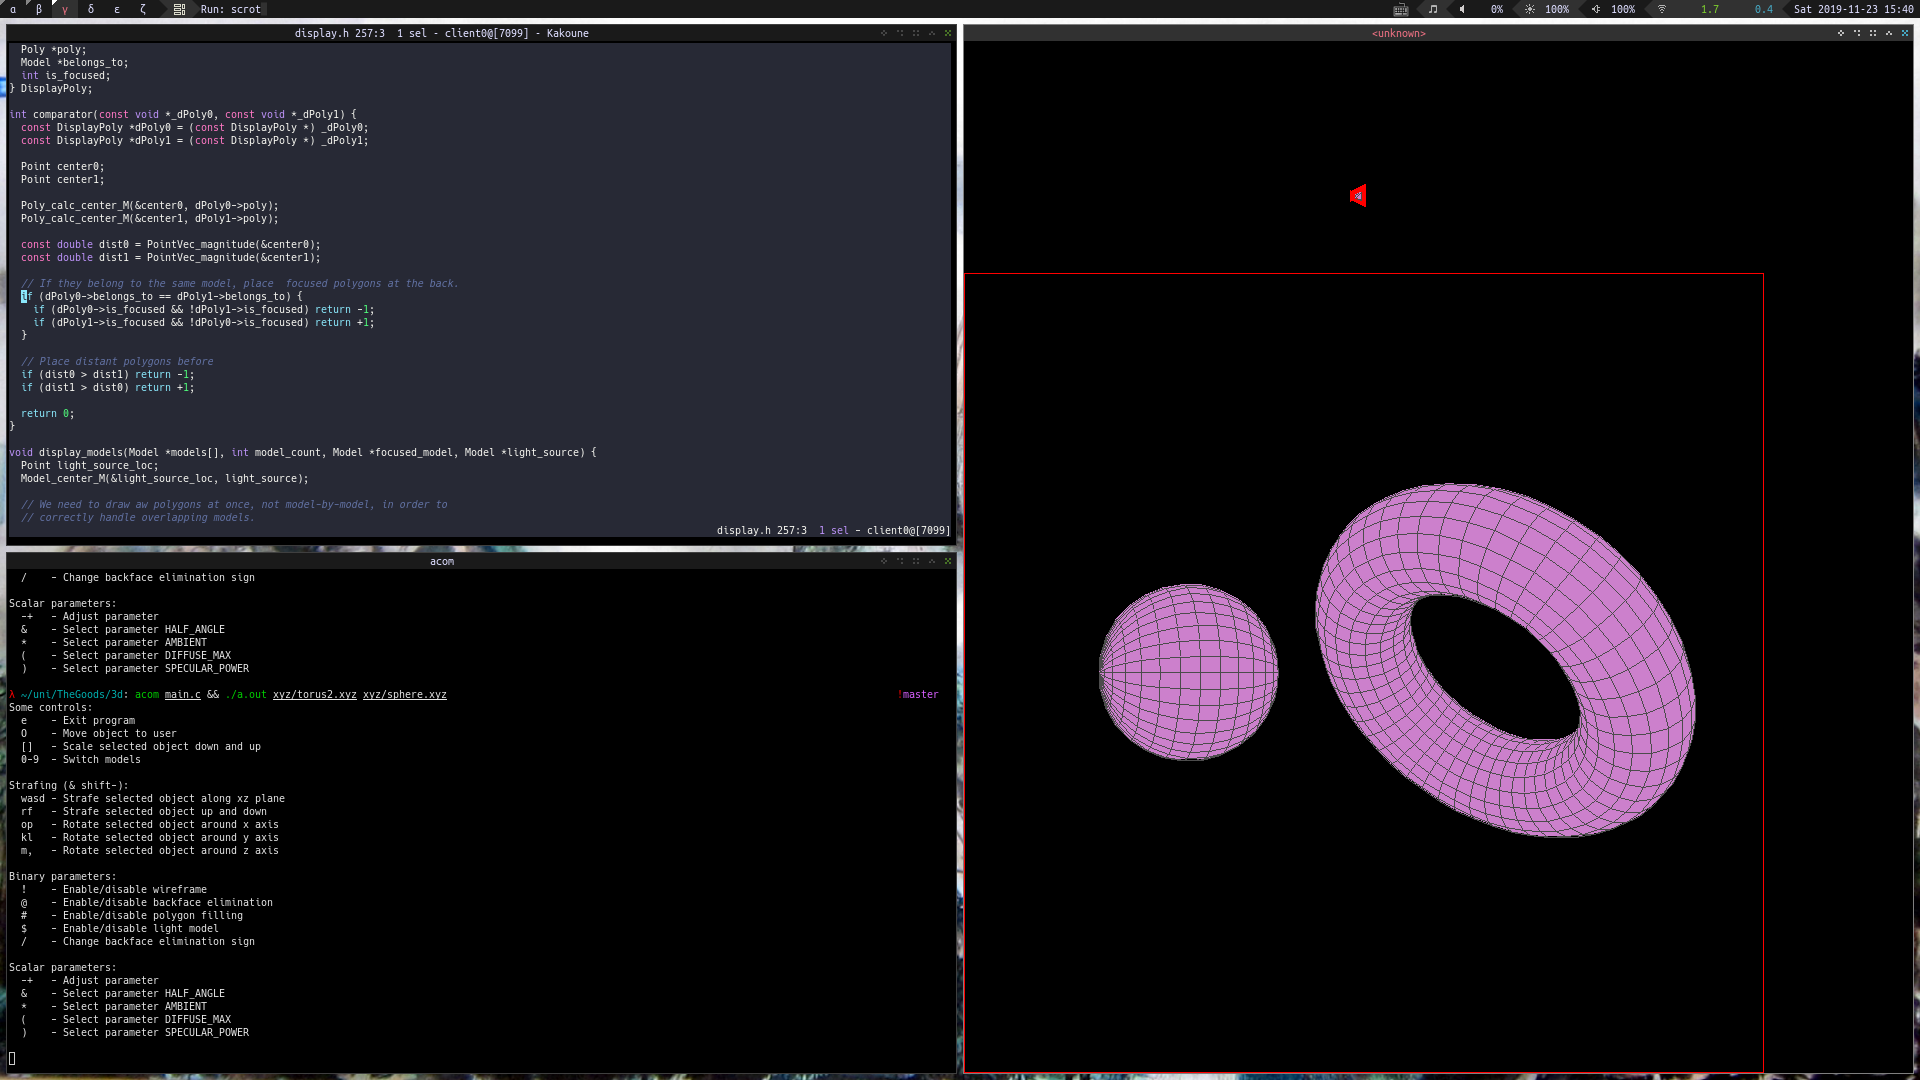 α β γ δ ε ζ Run: scrot 0% 100% 100% 1.7 0.4 Sat 2019-11-23 15:40
display.h 257:3  1 sel - client0@[7099] - Kakoune
  Poly *poly;
  Model *belongs_to;
  int is_focused;
} DisplayPoly;
int comparator(const void *_dPoly0, const void *_dPoly1) {
  const DisplayPoly *dPoly0 = (const DisplayPoly *) _dPoly0;
  const DisplayPoly *dPoly1 = (const DisplayPoly *) _dPoly1;
  Point center0;
  Point center1;
  Poly_calc_center_M(&center0, dPoly0->poly);
  Poly_calc_center_M(&center1, dPoly1->poly);
  const double dist0 = PointVec_magnitude(&center0);
  const double dist1 = PointVec_magnitude(&center1);
  // If they belong to the same model, place  focused polygons at the back.
  if (dPoly0->belongs_to == dPoly1->belongs_to) {
    if (dPoly0->is_focused && !dPoly1->is_focused) return -1;
    if (dPoly1->is_focused && !dPoly0->is_focused) return +1;
  }
  // Place distant polygons before
  if (dist0 > dist1) return -1;
  if (dist1 > dist0) return +1;
  return 0;
}
void display_models(Model *models[], int model_count, Model *focused_model, Model *light_source) {
  Point light_source_loc;
  Model_center_M(&light_source_loc, light_source);
  // We need to draw aw polygons at once, not model-by-model, in order to
  // correctly handle overlapping models.
display.h 257:3  1 sel - client0@[7099]
acom
  /    - Change backface elimination sign
Scalar parameters:
  -+   - Adjust parameter
  &    - Select parameter HALF_ANGLE
  *    - Select parameter AMBIENT
  (    - Select parameter DIFFUSE_MAX
  )    - Select parameter SPECULAR_POWER
λ ~/uni/TheGoods/3d: acom main.c && ./a.out xyz/torus2.xyz xyz/sphere.xyz !master
Some controls:
  e    - Exit program
  O    - Move object to user
  []   - Scale selected object down and up
  0-9  - Switch models
Strafing (& shift-):
  wasd - Strafe selected object along xz plane
  rf   - Strafe selected object up and down
  op   - Rotate selected object around x axis
  kl   - Rotate selected object around y axis
  m,   - Rotate selected object around z axis
Binary parameters:
  !    - Enable/disable wireframe
  @    - Enable/disable backface elimination
  #    - Enable/disable polygon filling
  $    - Enable/disable light model
  /    - Change backface elimination sign
Scalar parameters:
  -+   - Adjust parameter
  &    - Select parameter HALF_ANGLE
  *    - Select parameter AMBIENT
  (    - Select parameter DIFFUSE_MAX
  )    - Select parameter SPECULAR_POWER
<unknown>